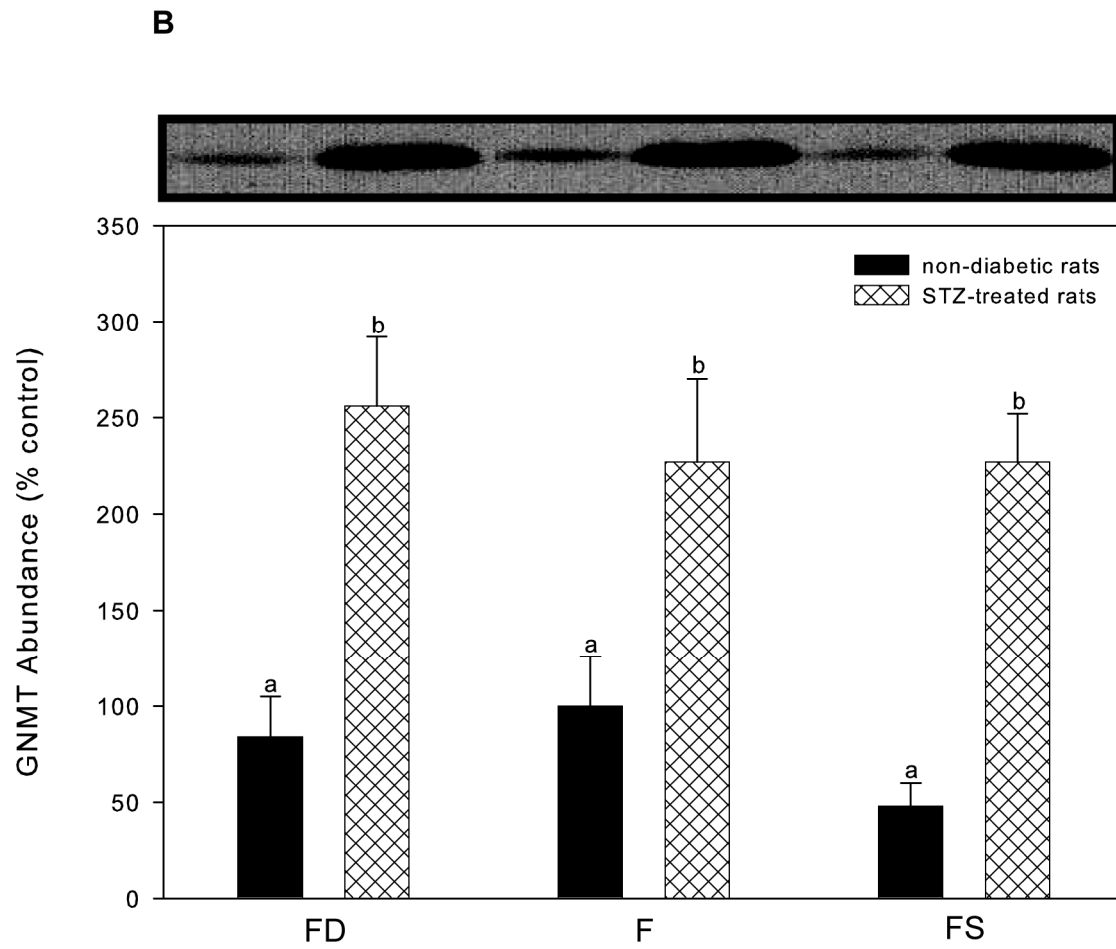 B
350
non-diabetic rats
STZ-treated rats
300
250
200
150
100
50
0
GNMT Abundance (% control)
b
b
b
a
a
a
FD
F
FS